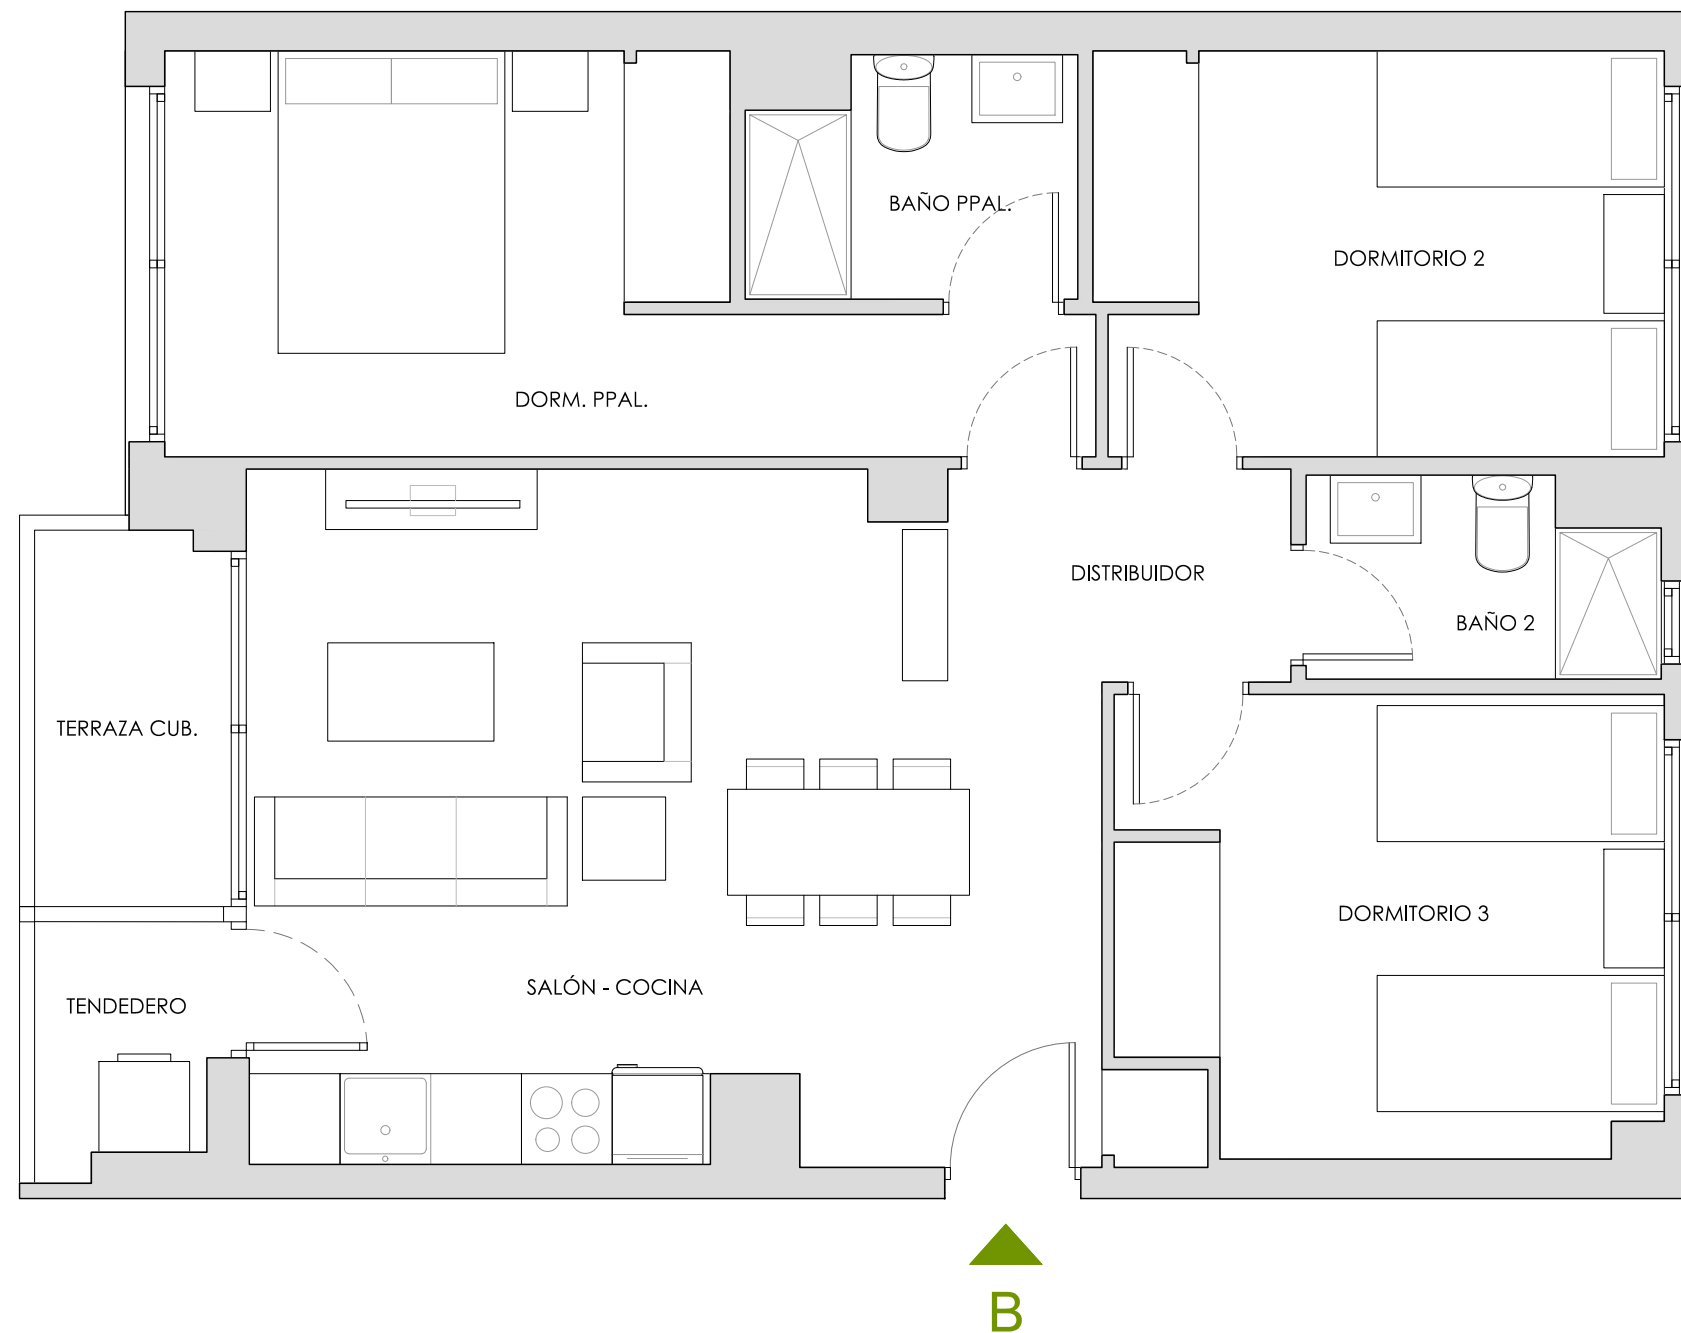 BAÑO PPAL.
DORMITORIO 2
DORM. PPAL.
DISTRIBUIDOR
BAÑO 2
TERRAZA CUB.
DORMITORIO 3
SALÓN - COCINA
TENDEDERO
B